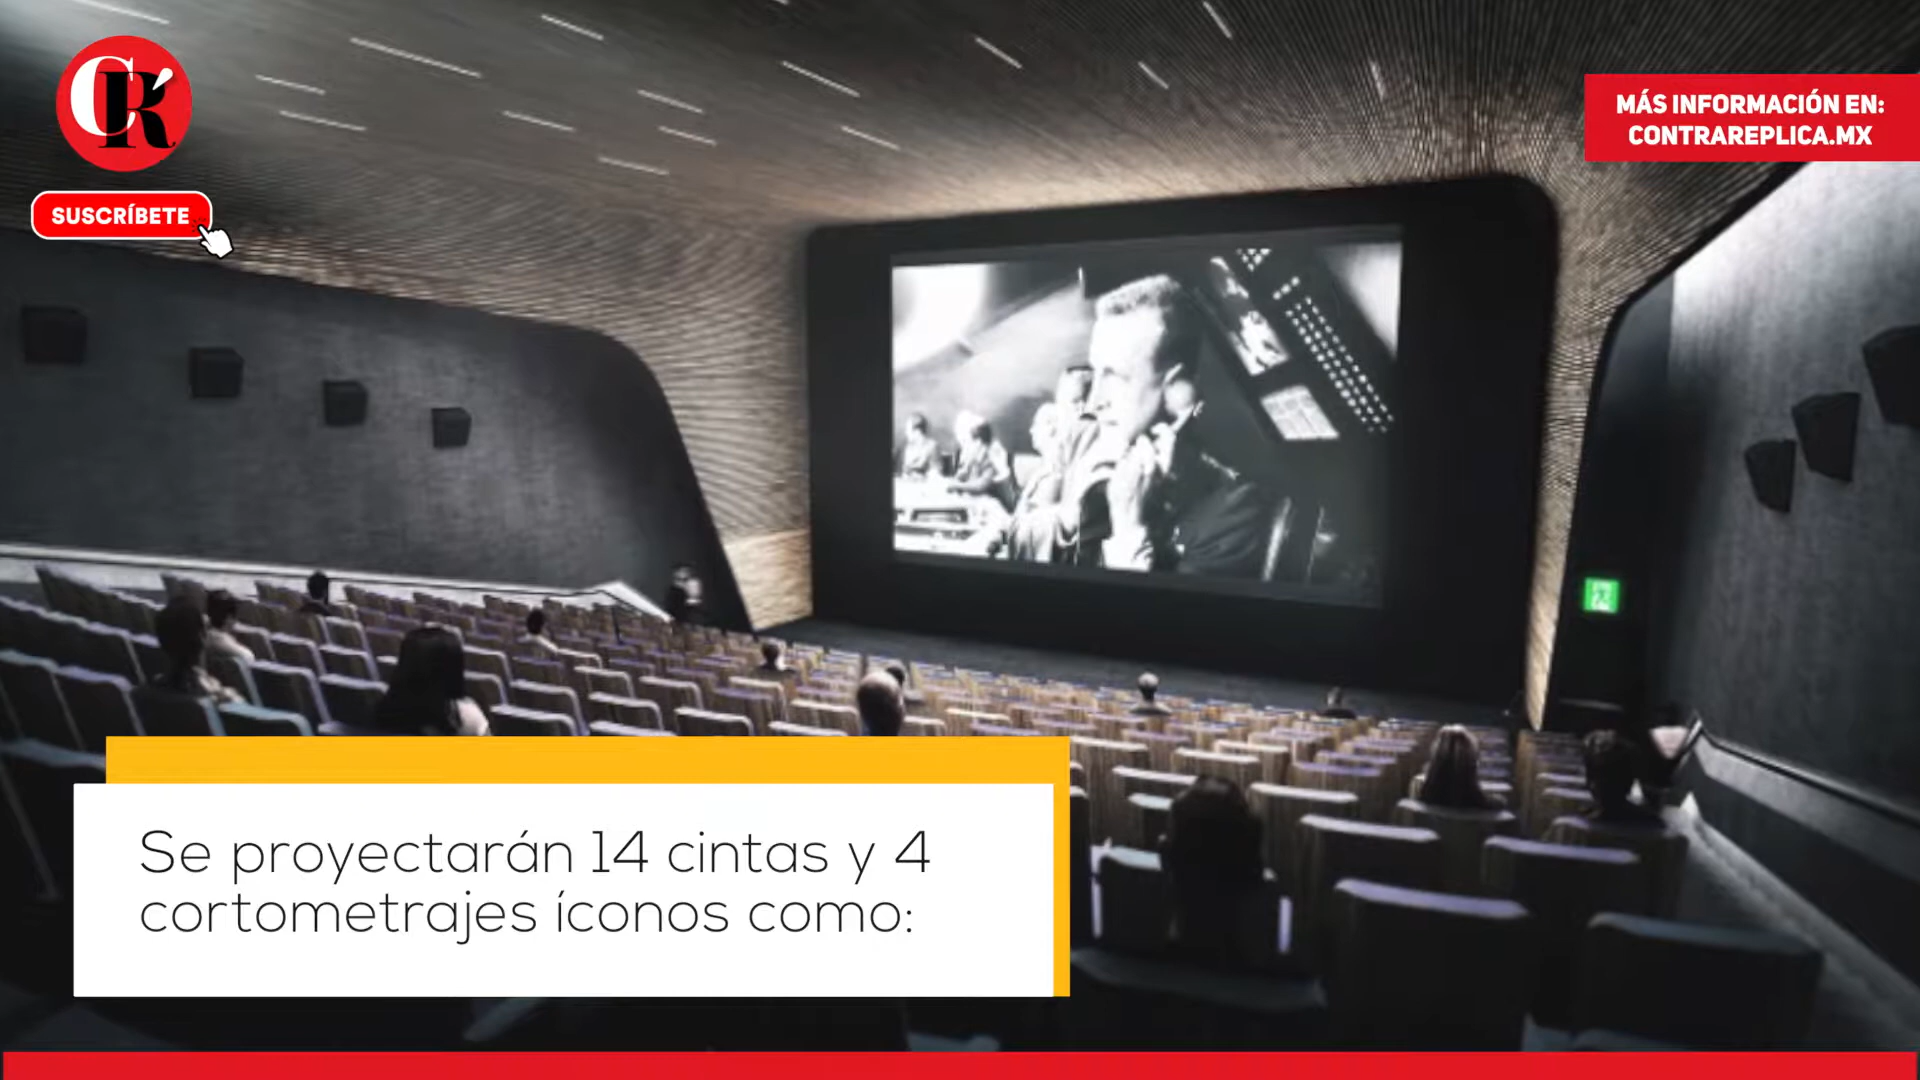 CR
SUSCRÍBETE
MÁS INFORMACIÓN EN:
CONTRAREPLICA.MX
Se proyectarán 14 cintas y 4
cortometrajes íconos como: